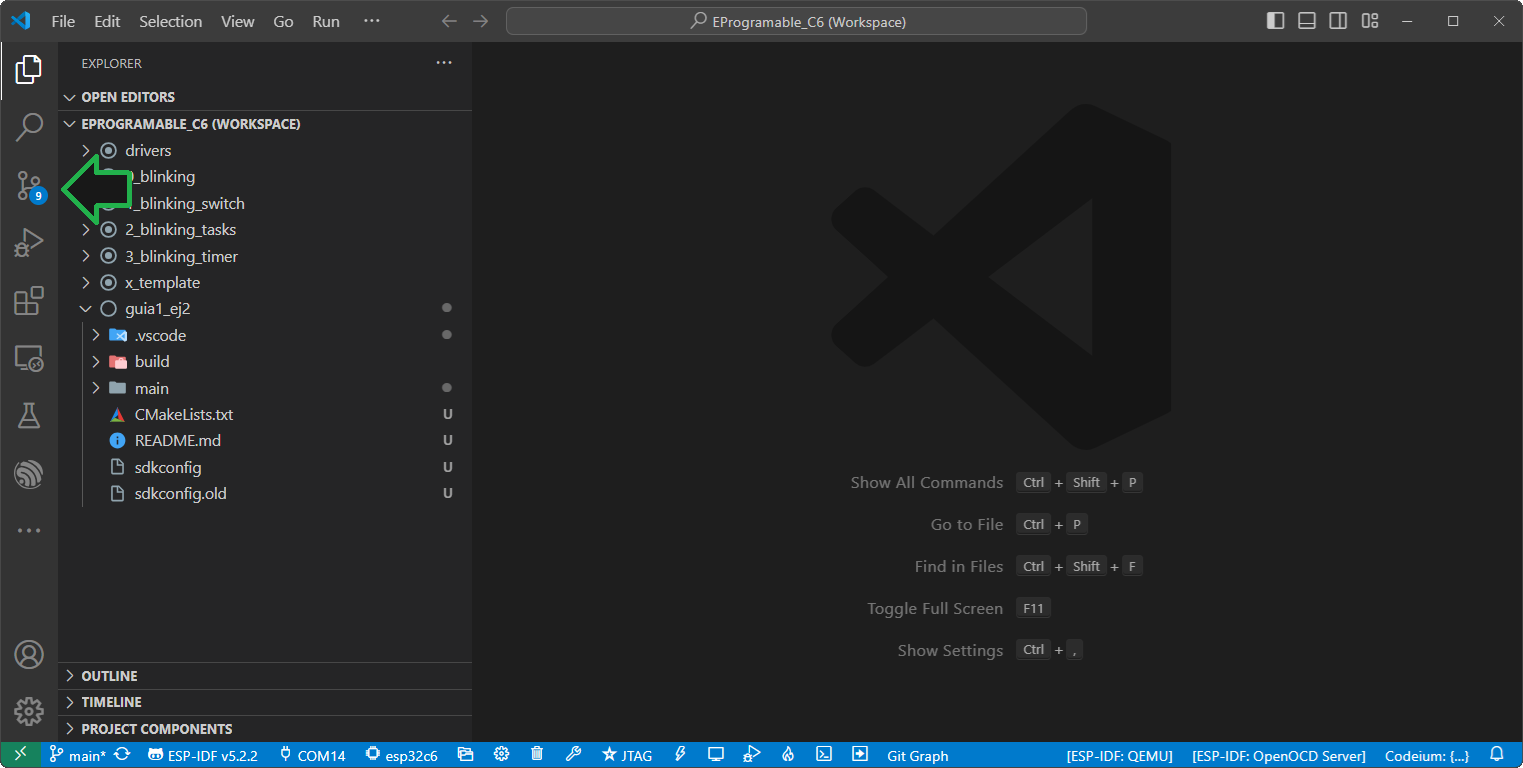 File Edit Selection View Go Run ···
EProgramable_C6 (Workspace)
EXPLORER
OPEN EDITORS
EPROGRAMABLE_C6 (WORKSPACE)
drivers
_blinking
_blinking_switch
2_blinking_tasks
3_blinking_timer
x_template
guia1_ej2
.vscode
build
main
CMakeLists.txt U
README.md U
sdkconfig U
sdkconfig.old U
9
Show All Commands Ctrl + Shift + P
Go to File Ctrl + P
Find in Files Ctrl + Shift + F
Toggle Full Screen F11
Show Settings Ctrl + ,
OUTLINE
TIMELINE
PROJECT COMPONENTS
main* ESP-IDF v5.2.2 COM14 esp32c6 JTAG Git Graph [ESP-IDF: QEMU] [ESP-IDF: OpenOCD Server] Codeium: {...}